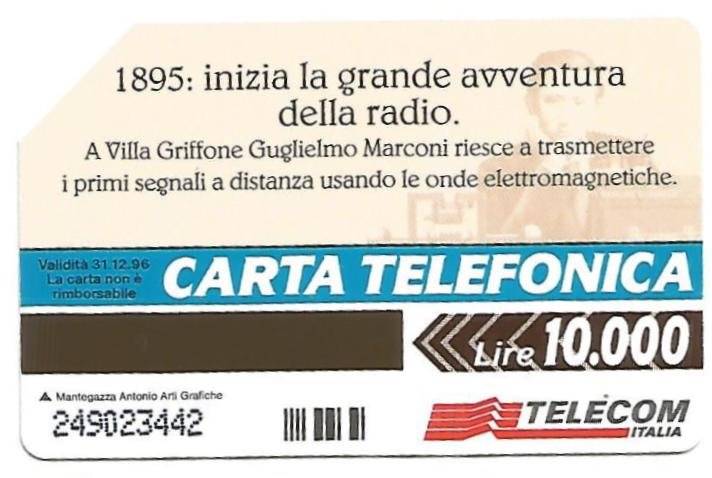 1895: inizia la grande avventura
della radio.
A Villa Griffone Guglielmo Marconi riesce a trasmettere
i primi segnali a distanza usando le onde elettromagnetiche.
Validità 31.12.96
La carta non è
rimborsabile
CARTA TELEFONICA
Lire 10.000
Mantegazza Antonio Arti Grafiche
249023442
TELECOM
ITALIA